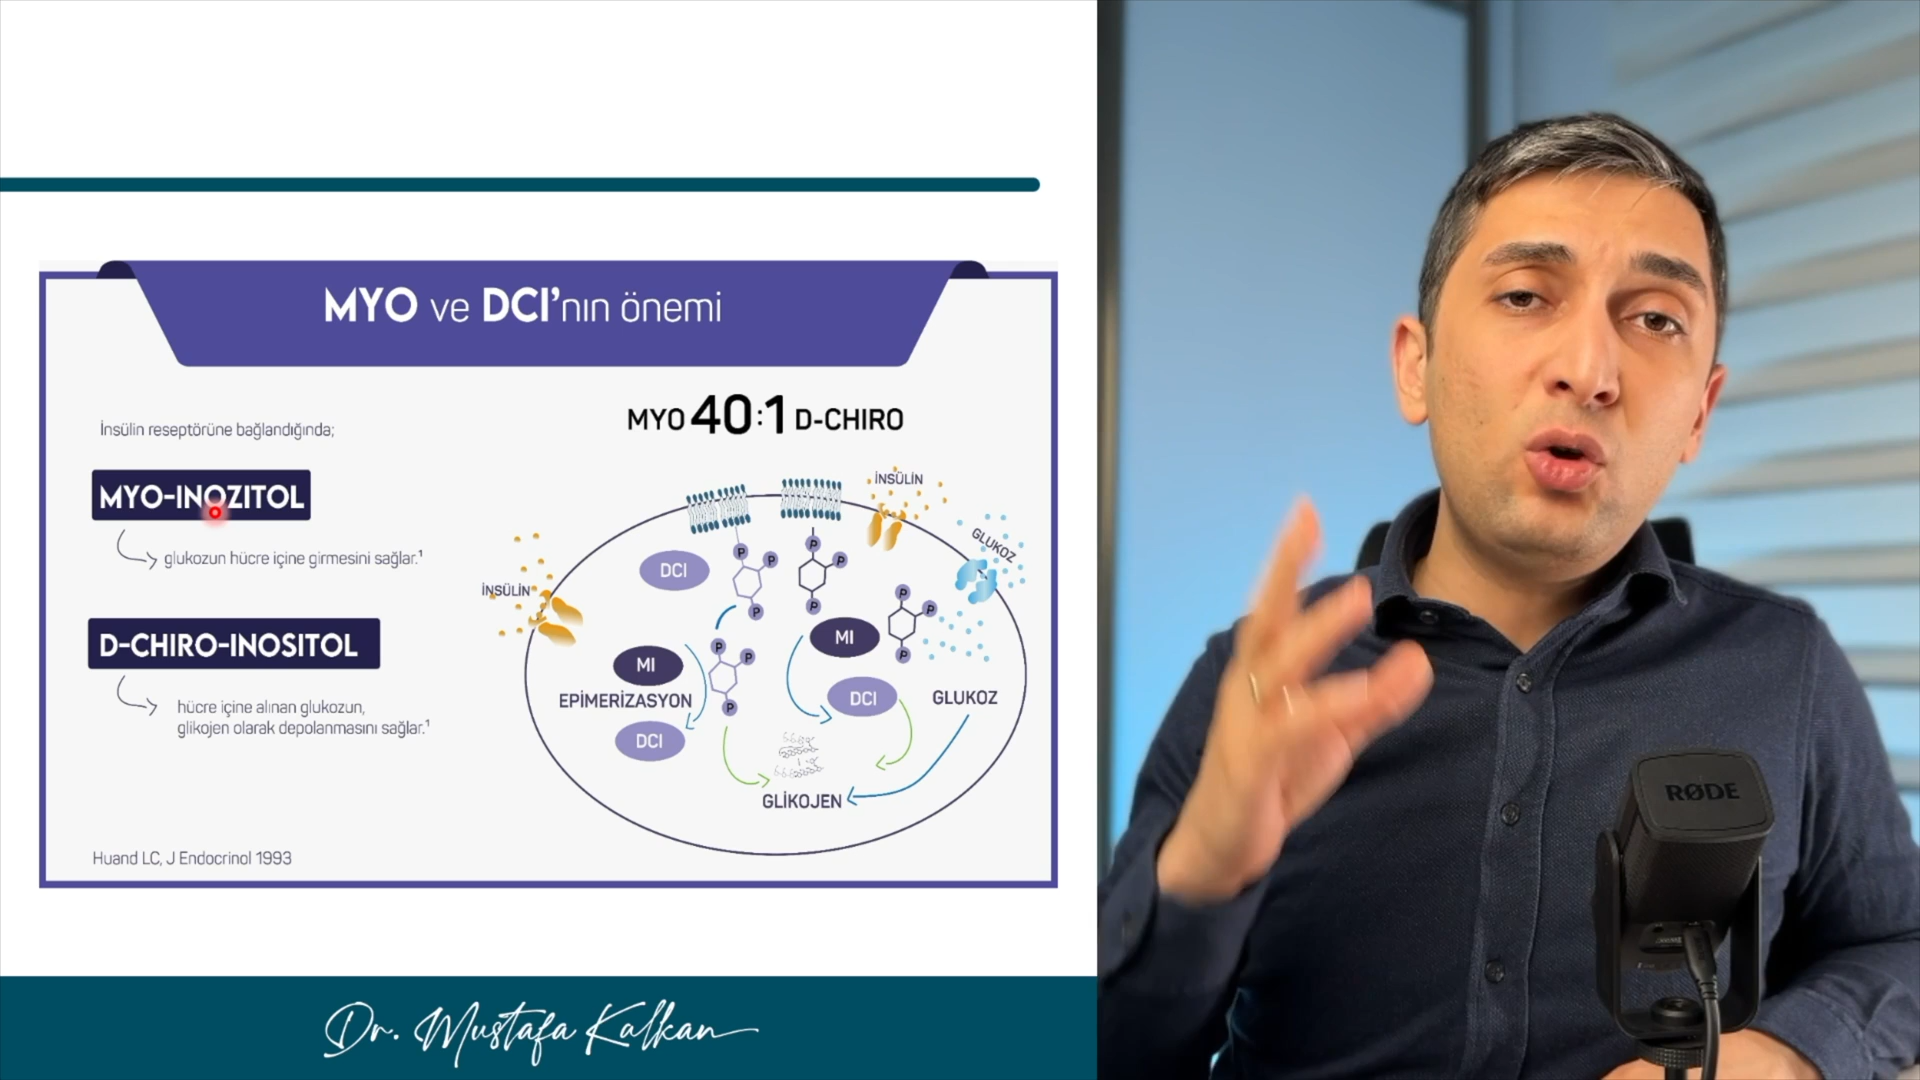 MYO ve DCI’nın önemi
MYO 40:1 D-CHIRO
İnsülin reseptörüne bağlandığında;
MYO-INOZITOL
glukozun hücre içine girmesini sağlar.¹
D-CHIRO-INOSITOL
hücre içine alınan glukozun,
glikojen olarak depolanmasını sağlar.¹
Huand LC, J Endocrinol 1993
İNSÜLİN
GLUKOZ
İNSÜLİN
DCI
P
P
P
P
P
P
P
P
P
MI
MI
P
P
P
EPİMERİZASYON
DCI
GLUKOZ
DCI
GLİKOJEN
RØDE
Dr. Mustafa Kalkan